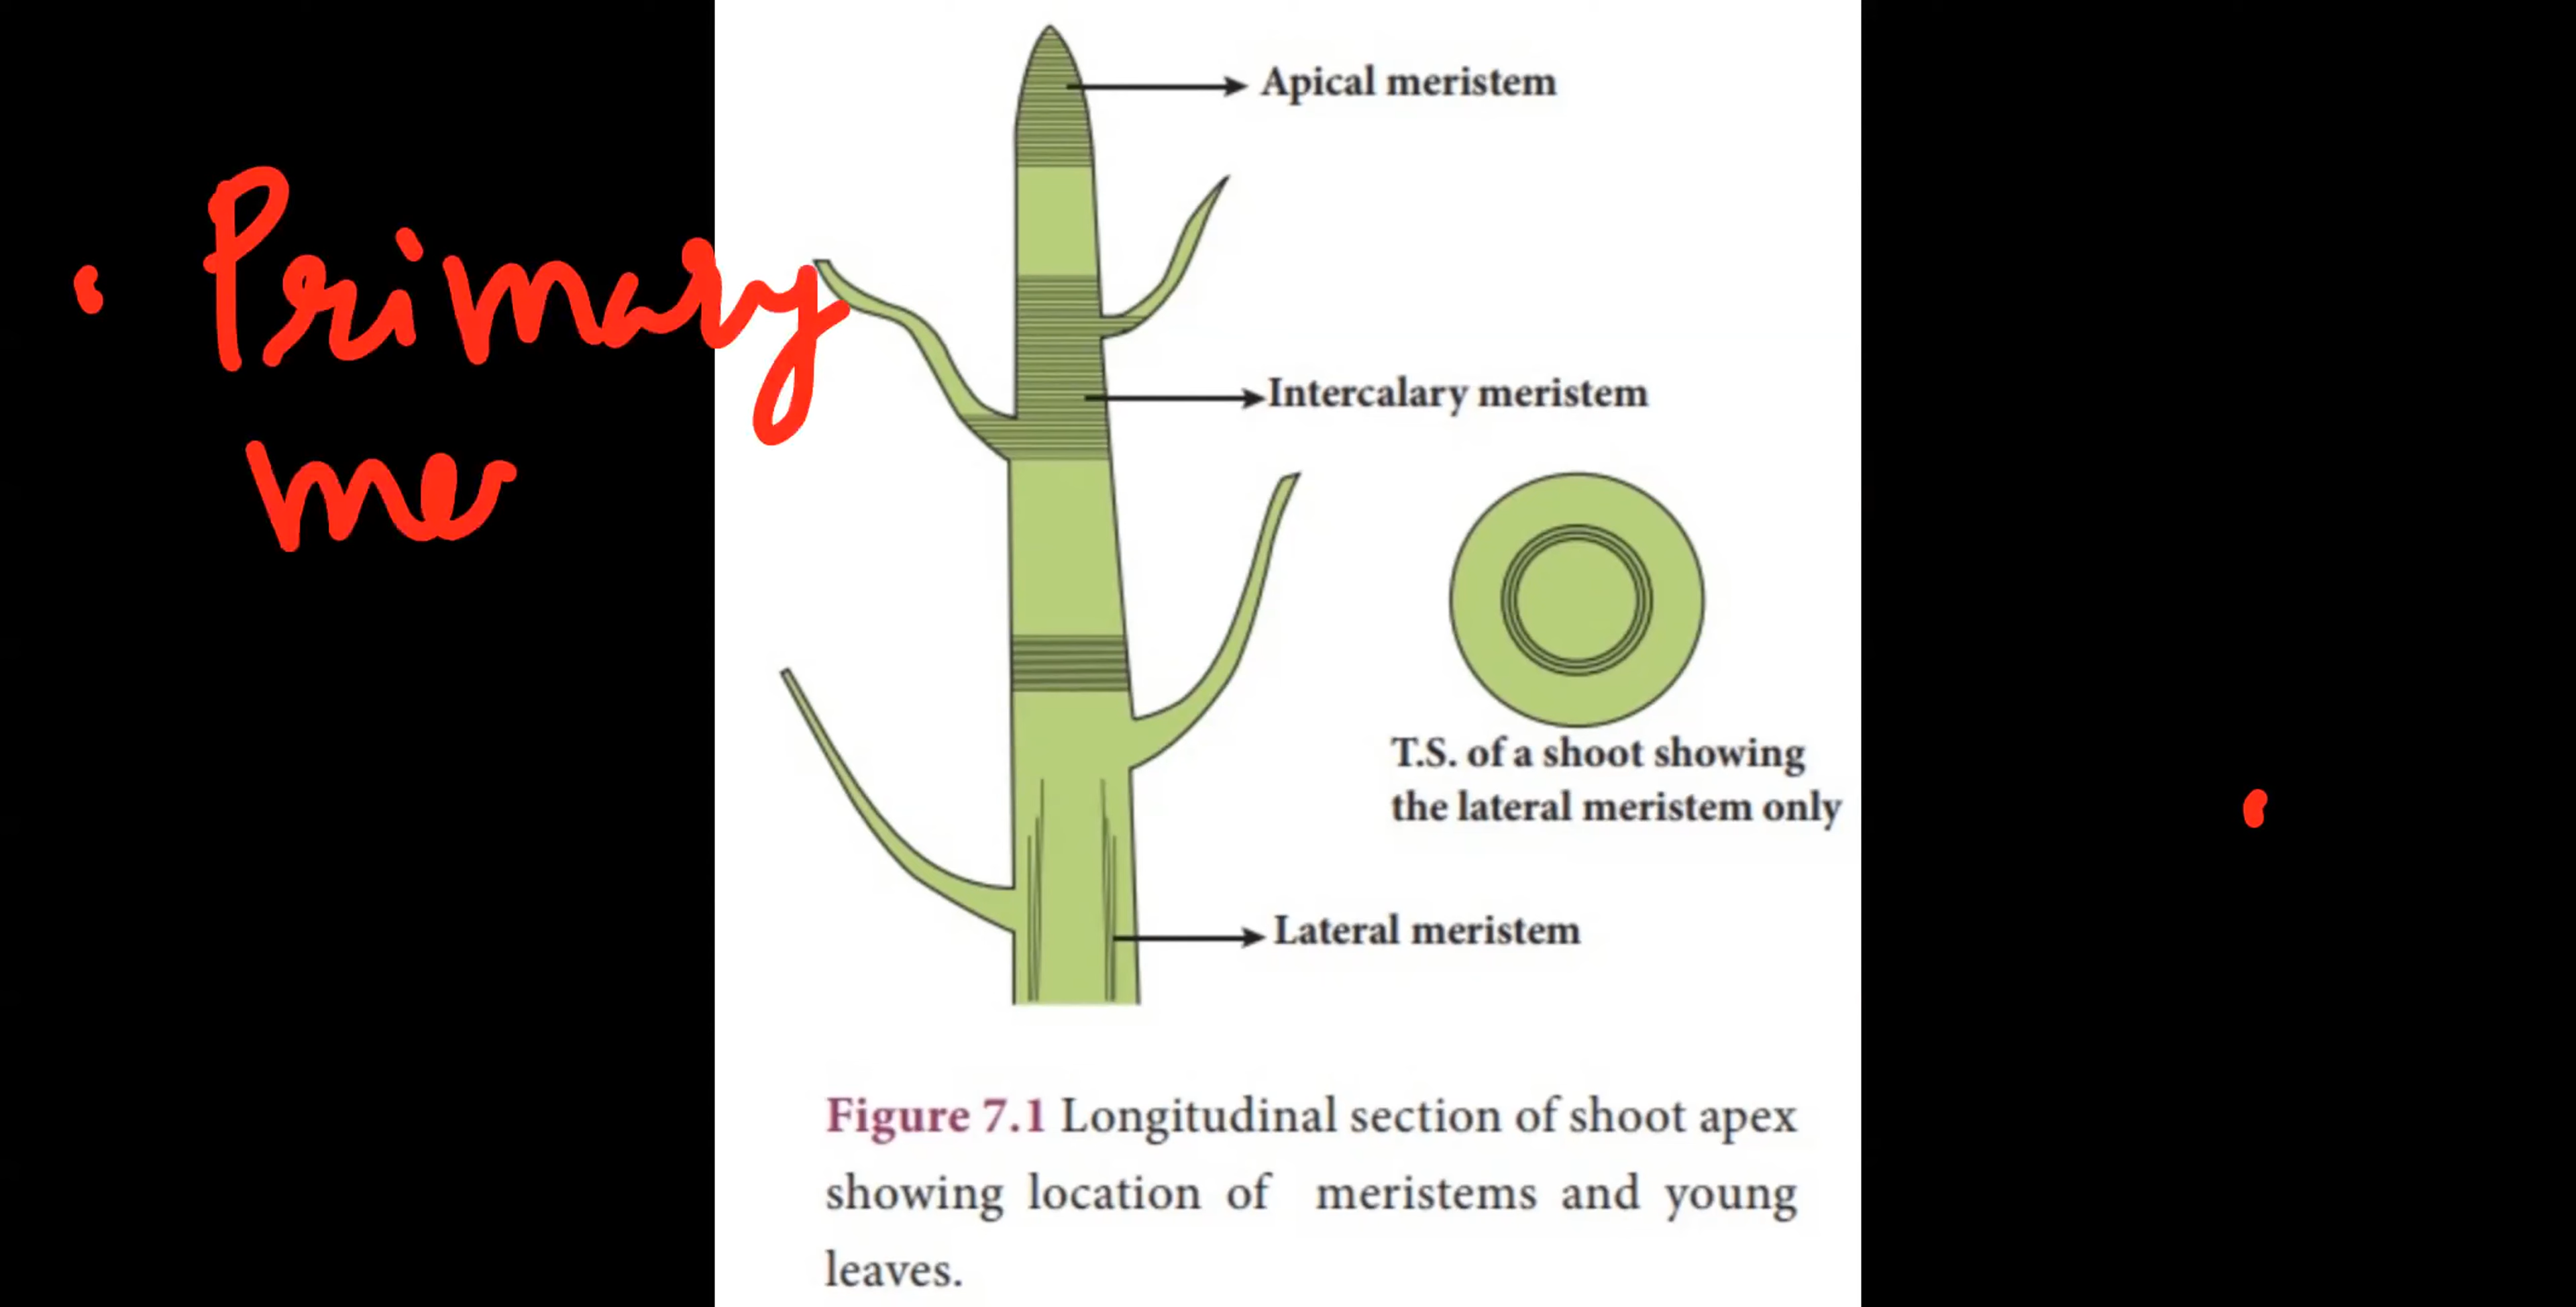 Apical meristem
• Primary
Intercalary meristem
me
T.S. of a shoot showing
the lateral meristem only
Lateral meristem
Figure 7.1 Longitudinal section of shoot apex
showing location of meristems and young
leaves.